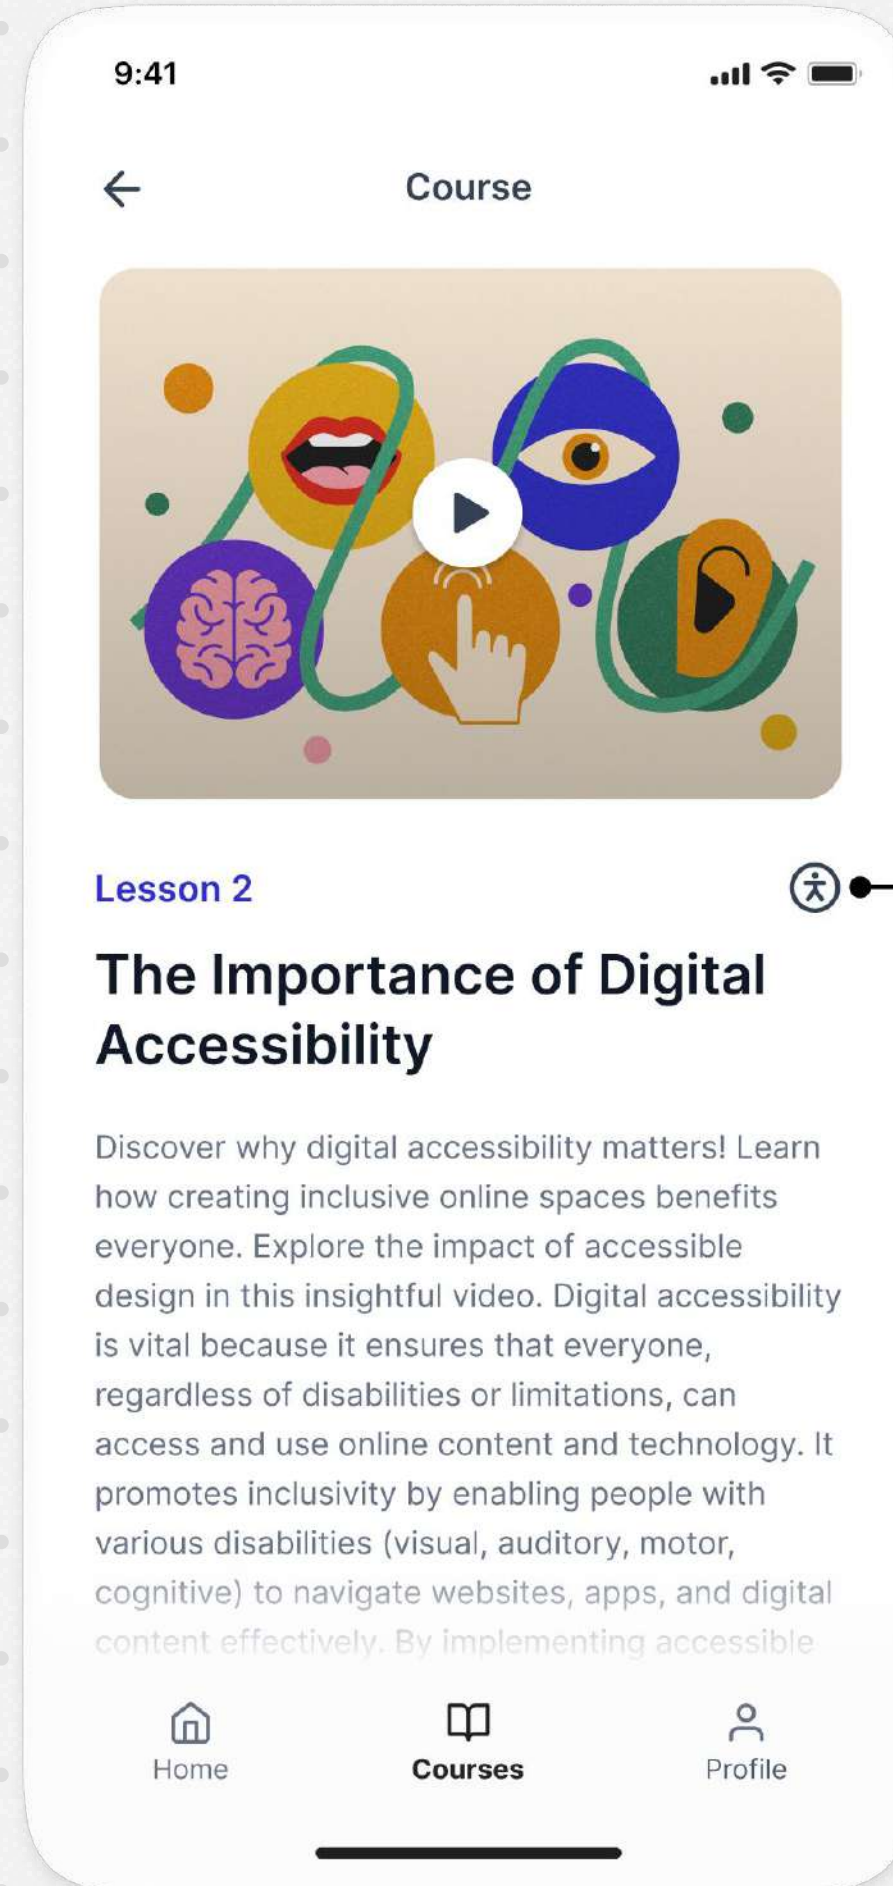 9:41
Course
Lesson 2
The Importance of Digital
Accessibility
Discover why digital accessibility matters! Learn
how creating inclusive online spaces benefits
everyone. Explore the impact of accessible
design in this insightful video. Digital accessibility
is vital because it ensures that everyone,
regardless of disabilities or limitations, can
access and use online content and technology. It
promotes inclusivity by enabling people with
various disabilities (visual, auditory, motor,
cognitive) to navigate websites, apps, and digital
content effectively. By implementing accessible
Home
Courses
Profile